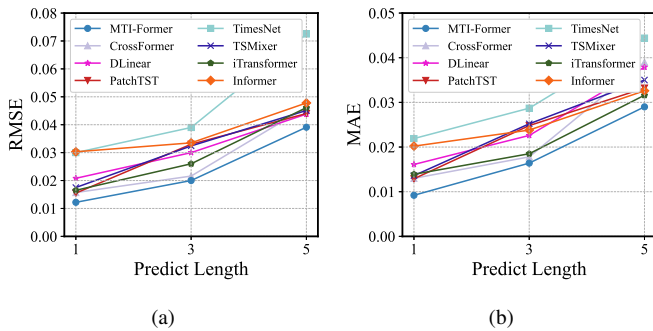 0.08
0.07
0.06
0.05
0.04
0.03
0.02
0.01
0.00
RMSE
MTI-Former
CrossFormer
DLinear
PatchTST
TimesNet
TSMixer
iTransformer
Informer
1
3
5
Predict Length
(a)
0.05
0.04
0.03
0.02
0.01
0.00
MAE
MTI-Former
CrossFormer
DLinear
PatchTST
TimesNet
TSMixer
iTransformer
Informer
1
3
5
Predict Length
(b)